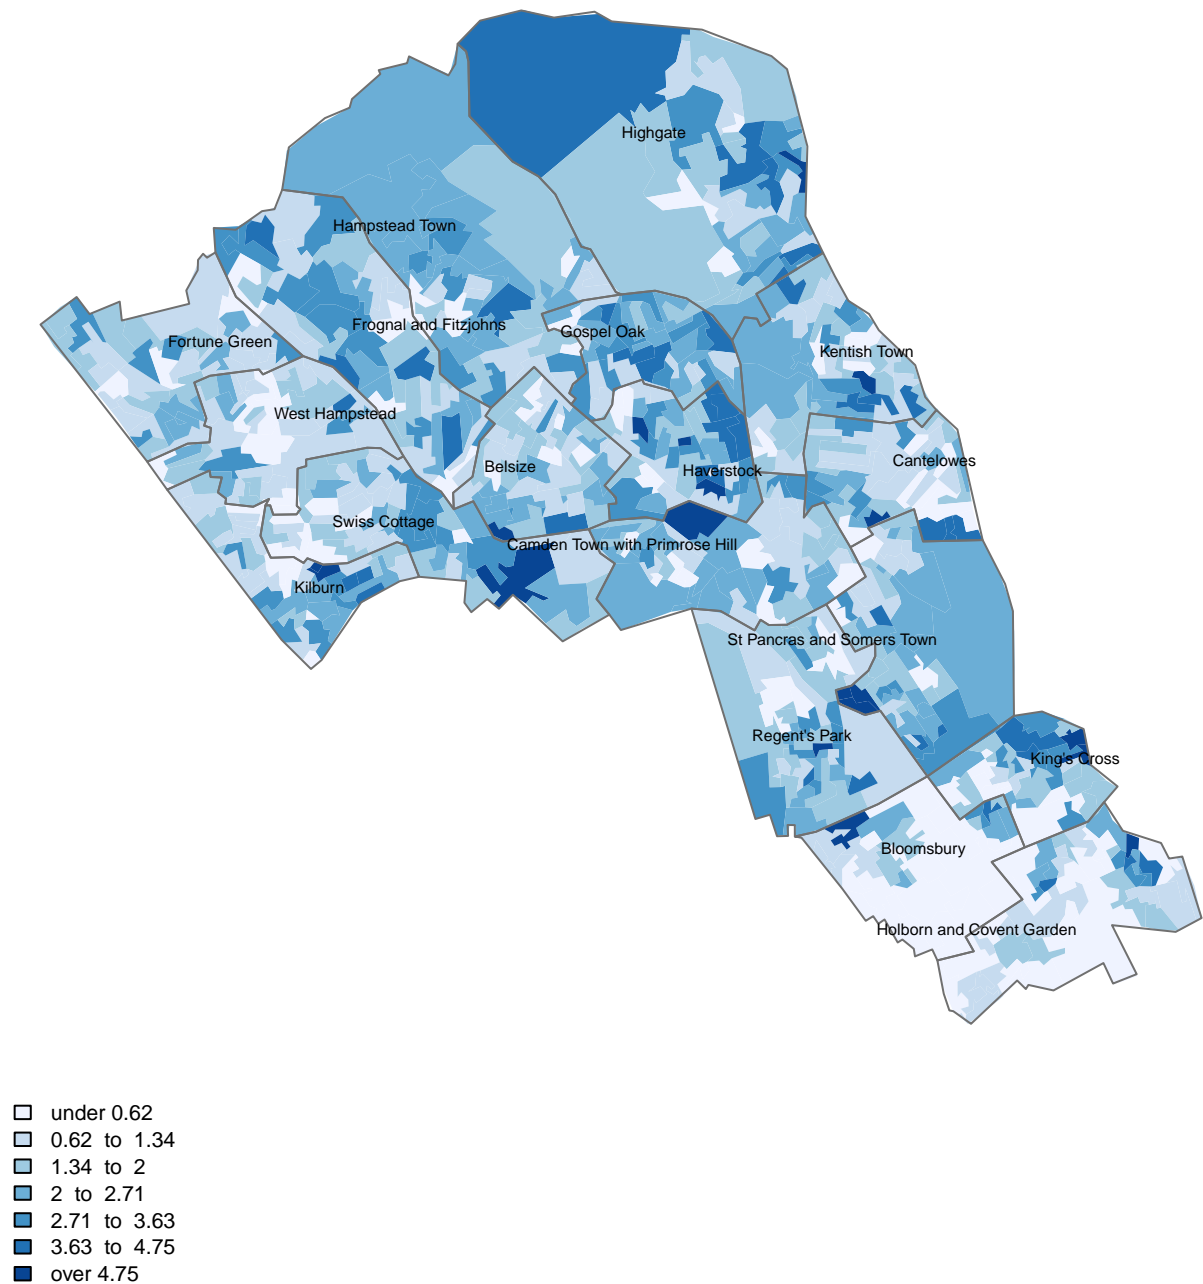 Highgate
Hampstead Town
Frognal and Fitzjohns
Gospel Oak
Fortune Green
Kentish Town
West Hampstead
Cantelowes
Belsize
Haverstock
Swiss Cottage
Camden Town with Primrose Hill
Kilburn
St Pancras and Somers Town
Regent's Park
King's Cross
Bloomsbury
Holborn and Covent Garden
under 0.62
0.62 to 1.34
1.34 to 2
2 to 2.71
2.71 to 3.63
3.63 to 4.75
over 4.75